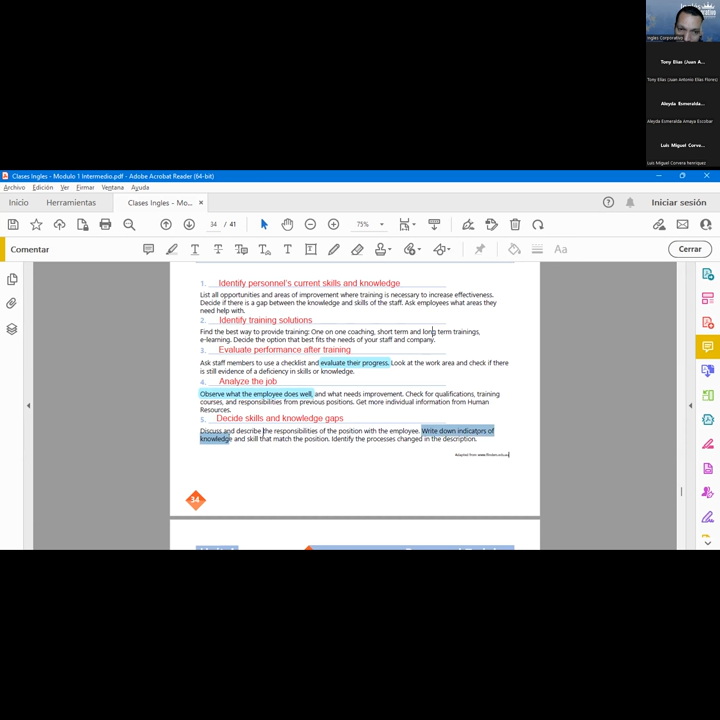 Ingles Corporativo
Tony Elias (Juan A...
Tony Elias (Juan Antonio Elias Flores)
Aleyda Esmeralda...
Aleyda Esmeralda Amaya Escobar
Luis Miguel Corve...
Luis Miguel Corvera henriquez
Clases Ingles - Modulo 1 Intermedio.pdf - Adobe Acrobat Reader (64-bit)
Archivo Edición Ver Firmar Ventana Ayuda
Inicio Herramientas Clases Ingles - Mo... Iniciar sesión
34 / 41 75%
Comentar Cerrar
1. Identify personnel's current skills and knowledge
List all opportunities and areas of improvement where training is necessary to increase effectiveness.
Decide if there is a gap between the knowledge and skills of the staff. Ask employees what areas they
need help with.
2. Identify training solutions
Find the best way to provide training: One on one coaching, short term and long term trainings,
e-learning. Decide the option that best fits the needs of your staff and company.
3. Evaluate performance after training
Ask staff members to use a checklist and evaluate their progress. Look at the work area and check if there
is still evidence of a deficiency in skills or knowledge.
4. Analyze the job
Observe what the employee does well, and what needs improvement. Check for qualifications, training
courses, and responsibilities from previous positions. Get more individual information from Human
Resources.
5. Decide skills and knowledge gaps
Discuss and describe the responsibilities of the position with the employee. Write down indicators of
knowledge and skill that match the position. Identify the processes changed in the description.
34